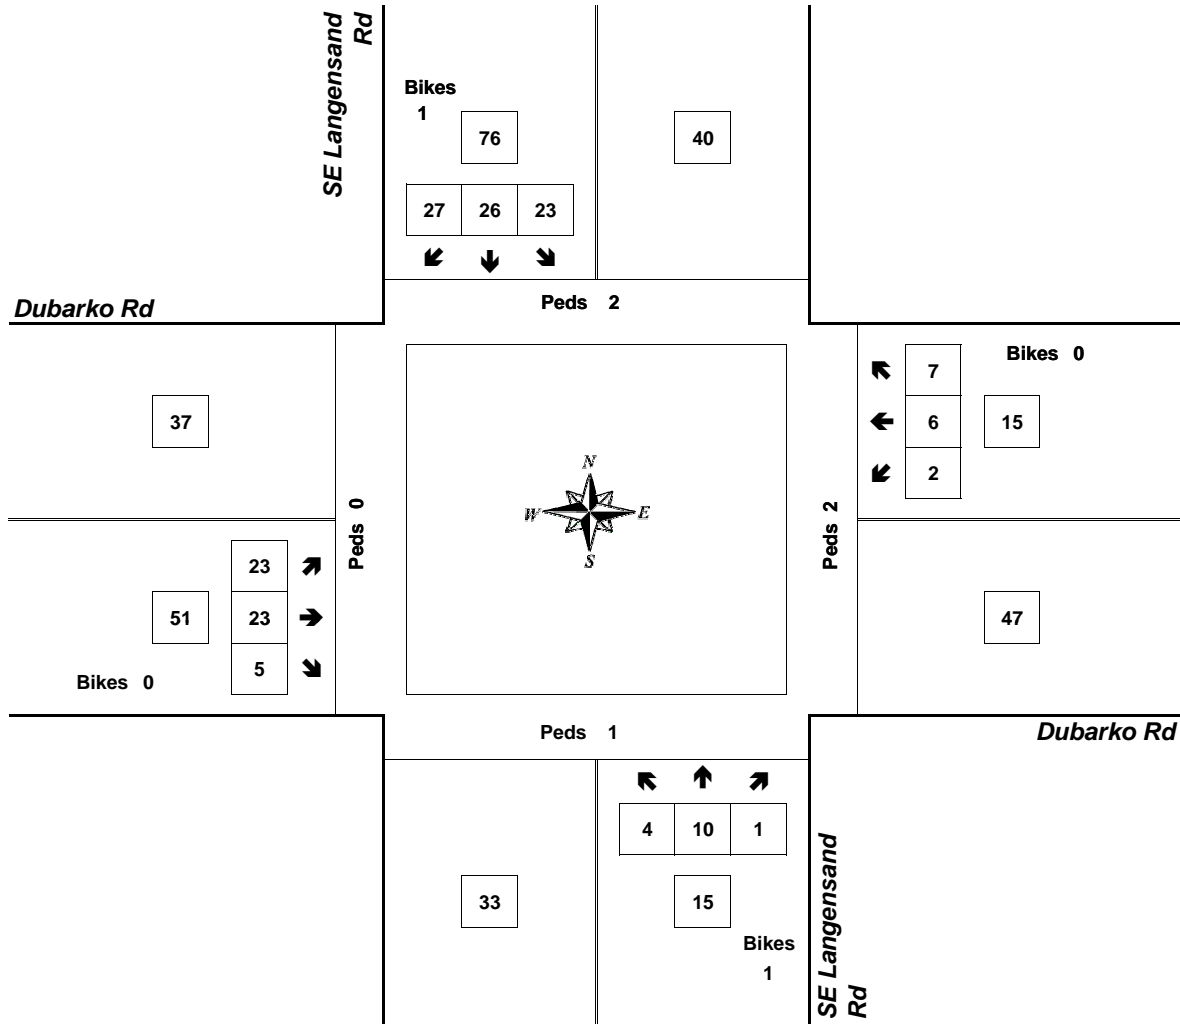 SE Langensand
Rd
Bikes
1
76
40
27 26 23
Dubarko Rd
Peds 2
Bikes 0
7
37
6 15
2
N
W E
S
Peds 0
Peds 2
23
51 23
47
5
Bikes 0
Peds 1
Dubarko Rd
4 10 1
33
15
Bikes
1
SE Langensand
Rd